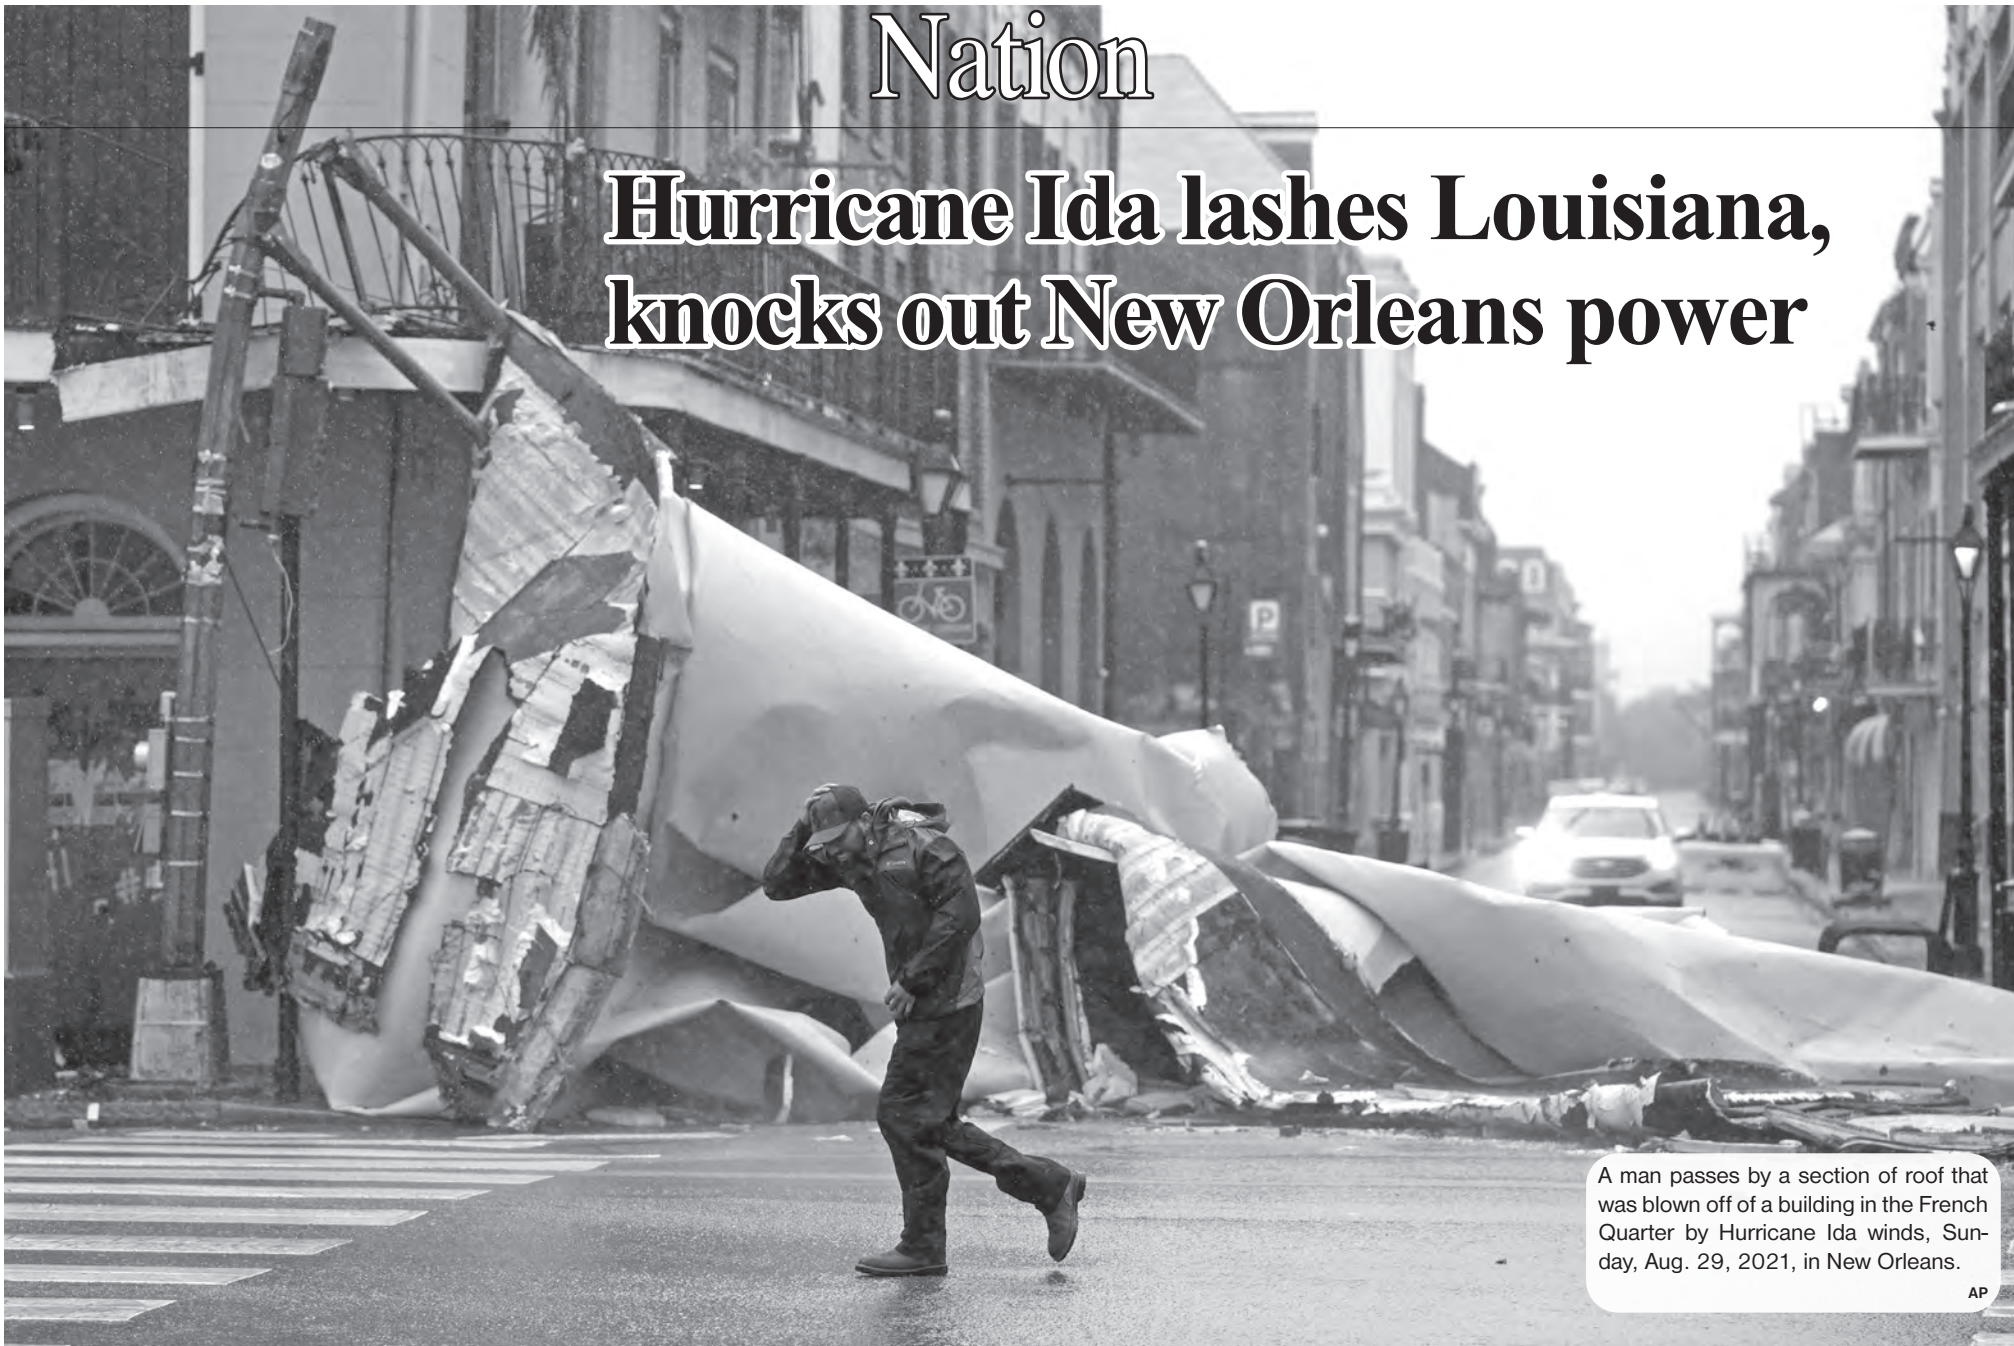 Nation
Hurricane Ida lashes Louisiana,
knocks out New Orleans power
P
A man passes by a section of roof that
was blown off of a building in the French
Quarter by Hurricane Ida winds, Sun-
day, Aug. 29, 2021, in New Orleans.
AP